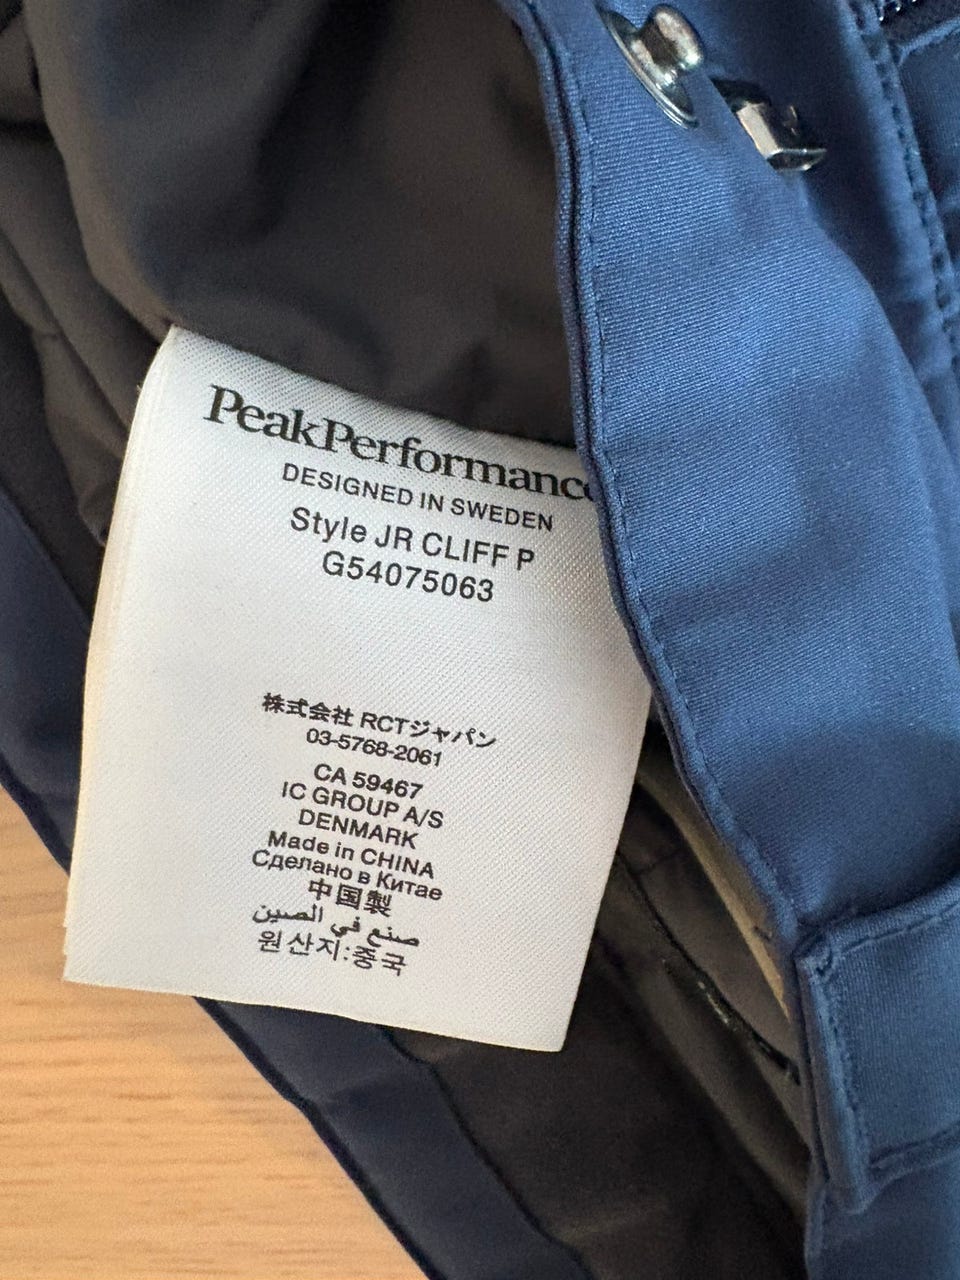 PeakPerformance
DESIGNED IN SWEDEN
Style JR CLIFF P
G54075063
株式会社 RCTジャパン
03-5768-2061
CA 59467
IC GROUP A/S
DENMARK
Made in CHINA
Сделано в Китае
中国製
صنع في الصين
원산지:중국